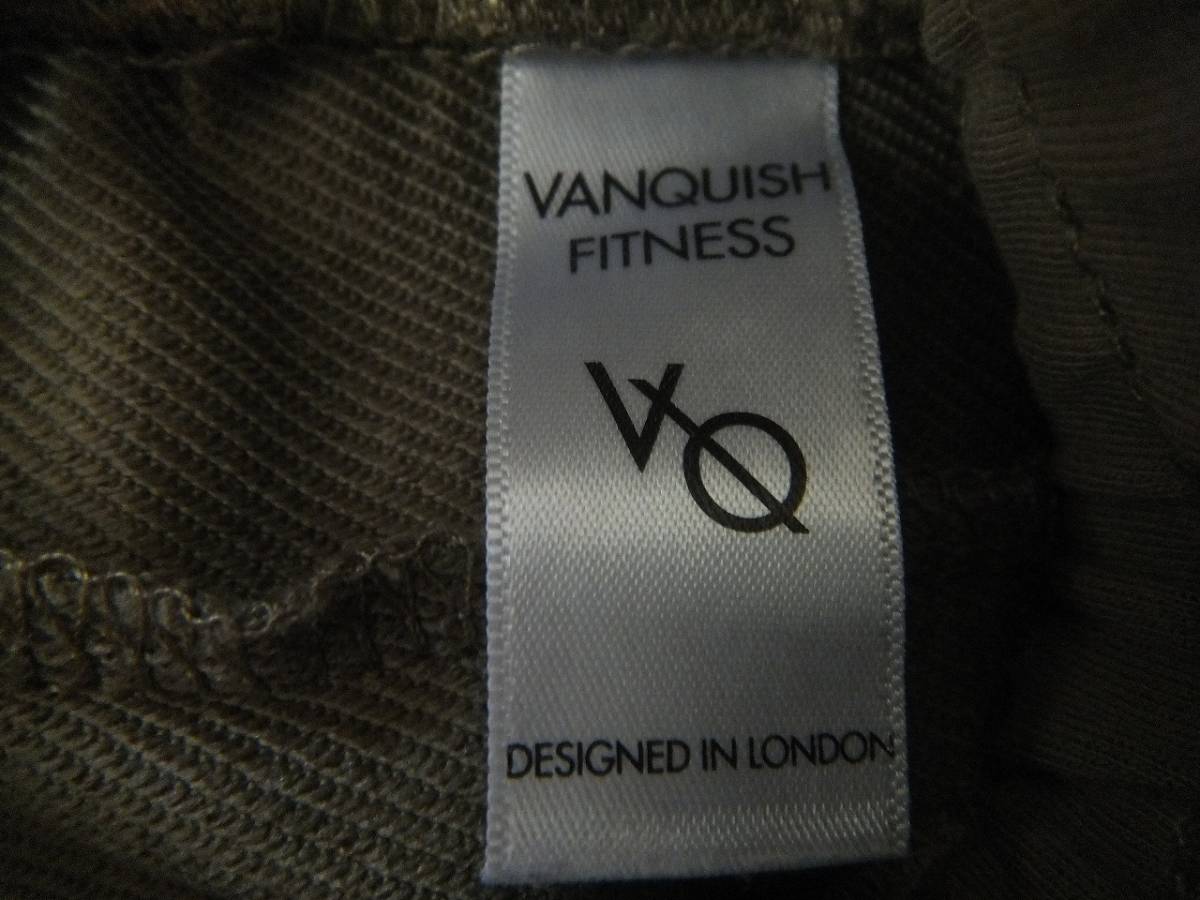 VANQUISH
FITNESS
VQ
DESIGNED IN LONDON